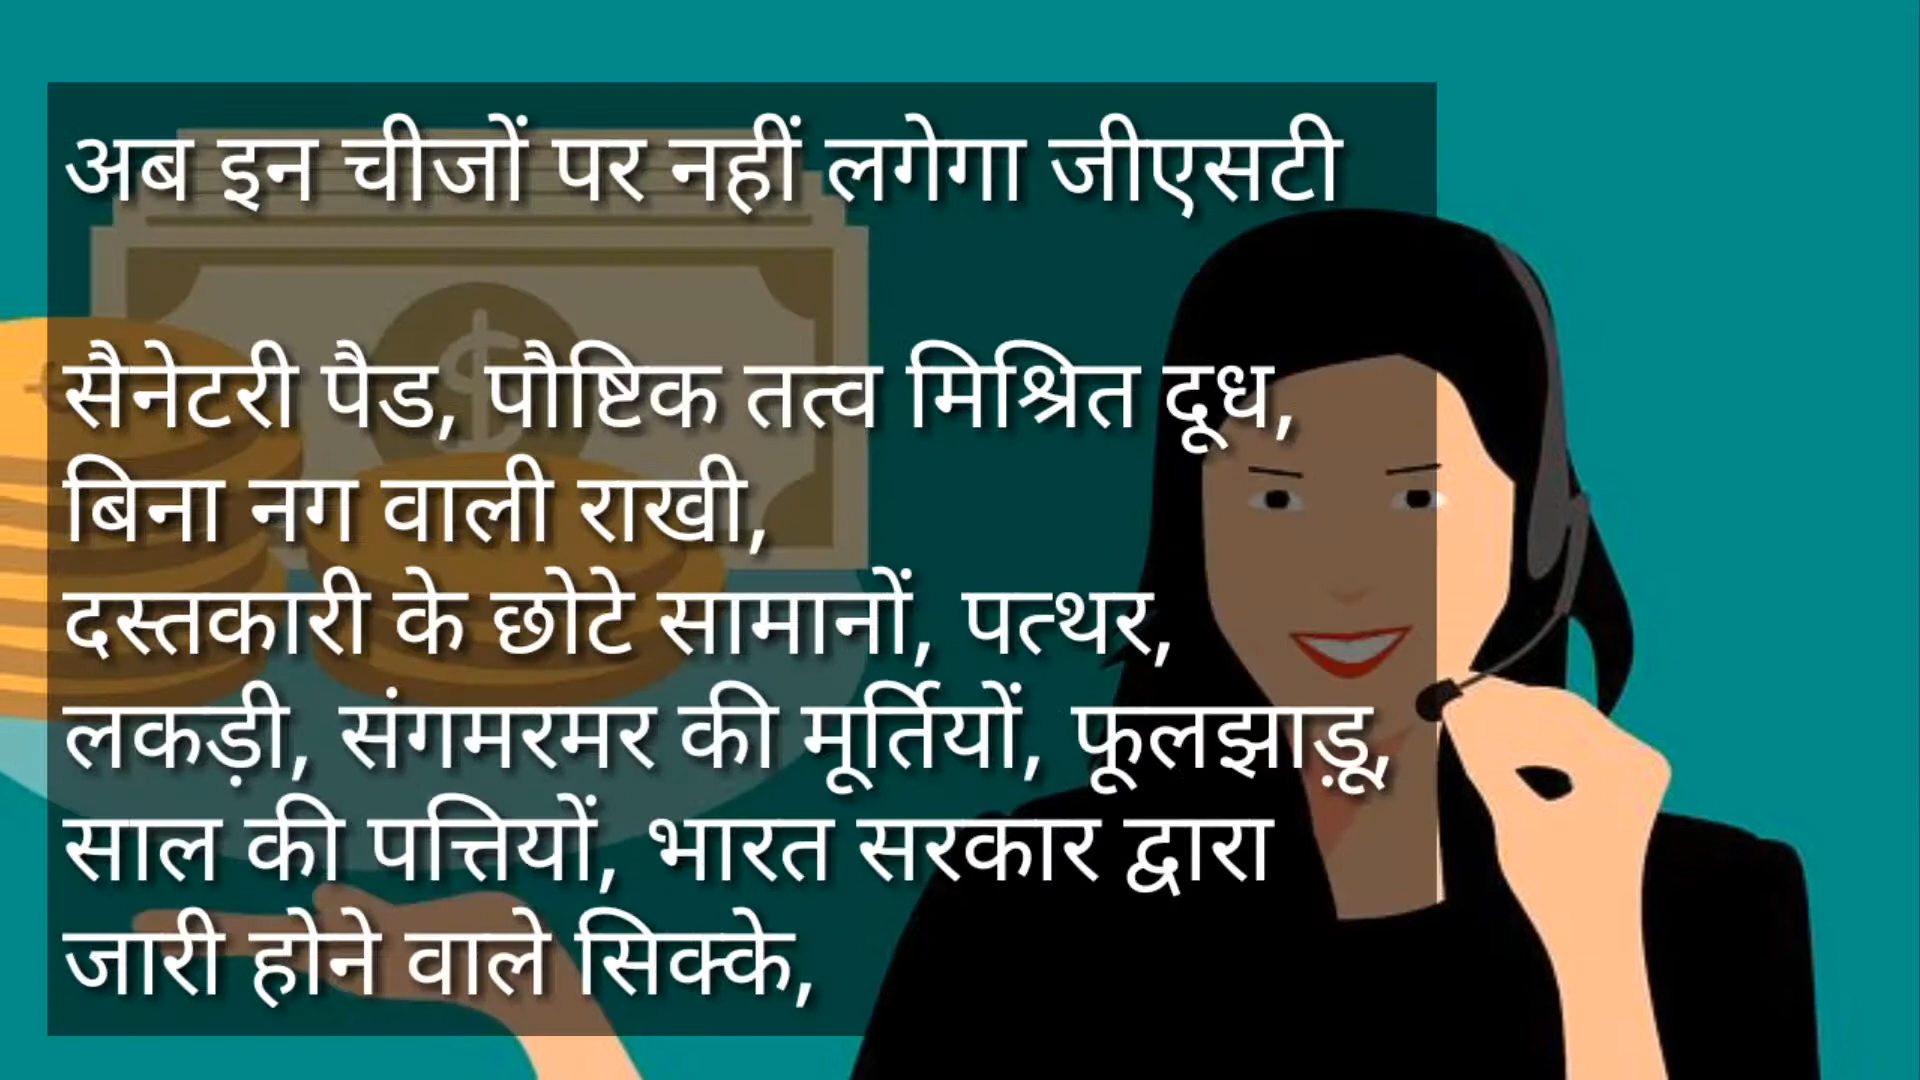 अब इन चीजों पर नहीं लगेगा जीएसटी
सैनेटरी पैड, पौष्टिक तत्व मिश्रित दूध,
बिना नग वाली राखी,
दस्तकारी के छोटे सामानों, पत्थर,
लकड़ी, संगमरमर की मूर्तियों, फूलझाड़ू,
साल की पत्तियों, भारत सरकार द्वारा
जारी होने वाले सिक्के,